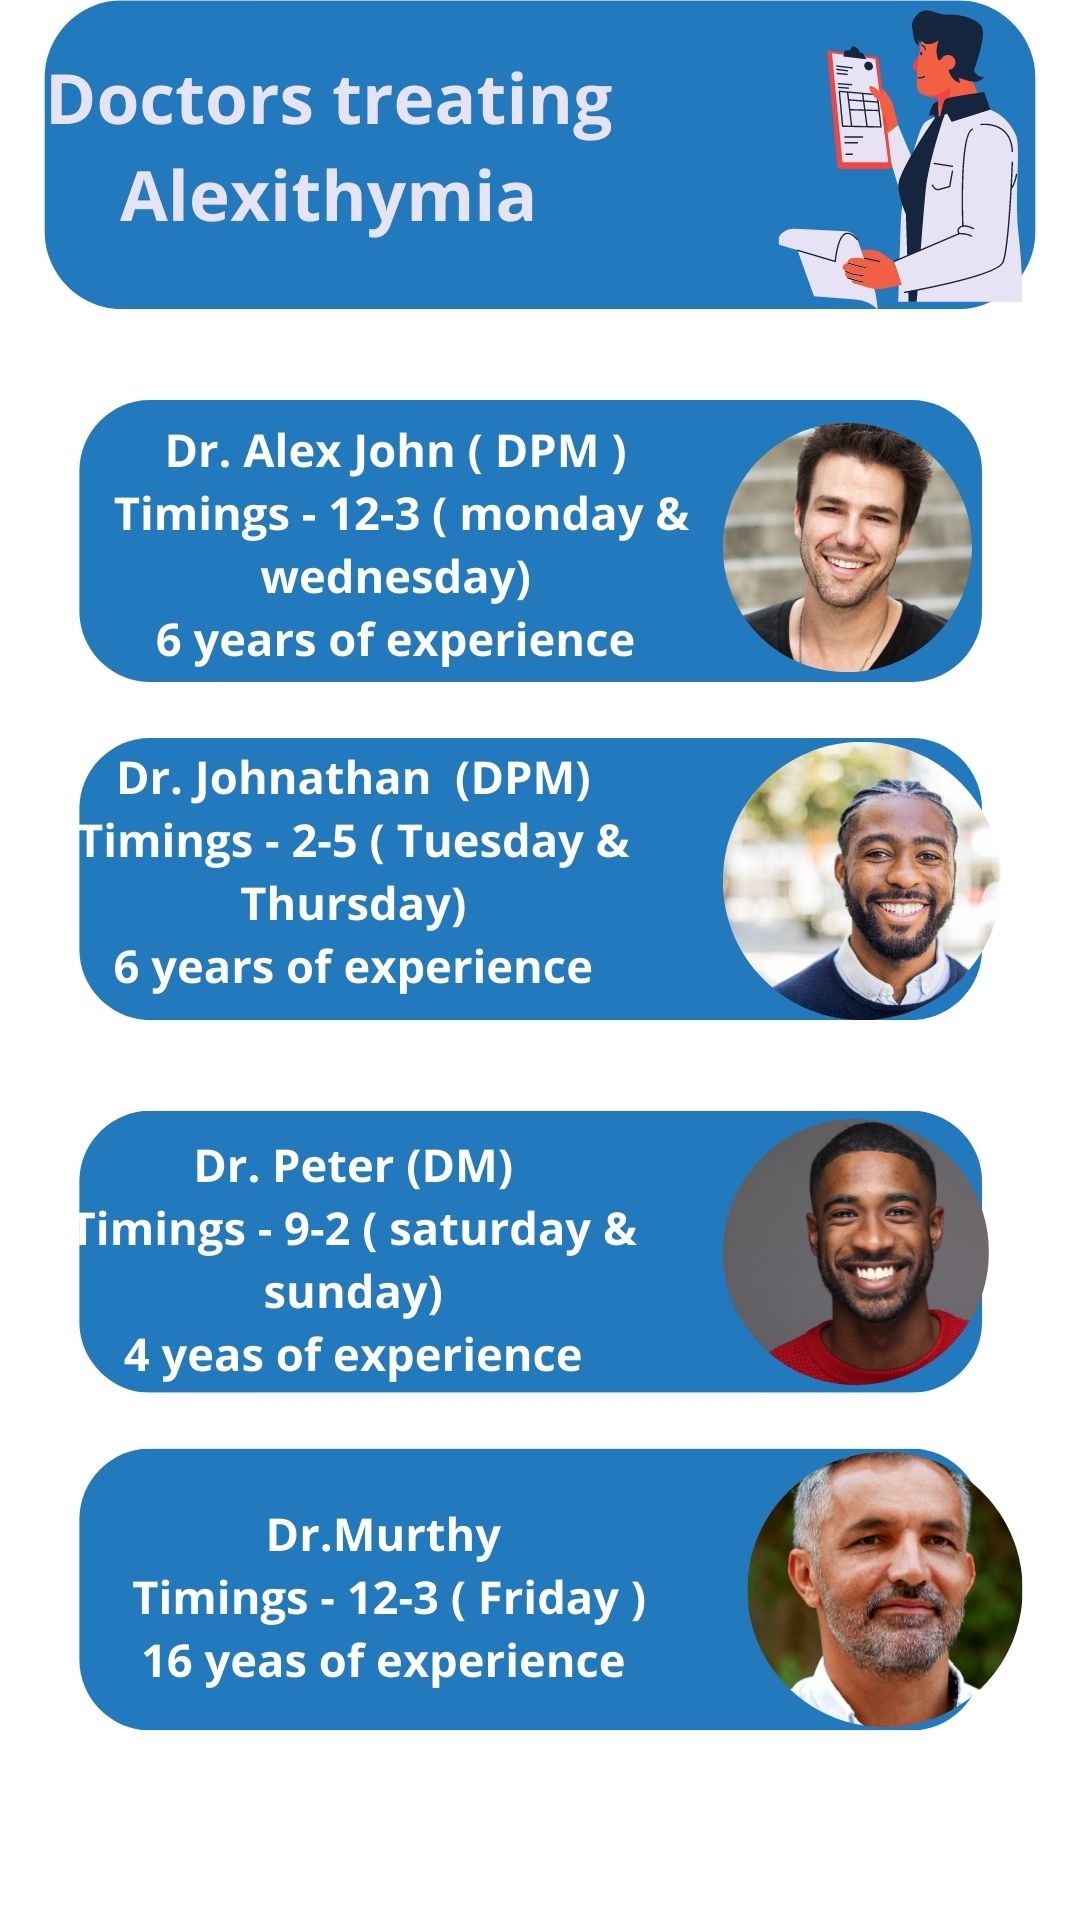 Doctors treating
Alexithymia
Dr. Alex John ( DPM )
Timings - 12-3 ( monday &
wednesday)
6 years of experience
Dr. Johnathan  (DPM)
Timings - 2-5 ( Tuesday &
Thursday)
6 years of experience
Dr. Peter (DM)
Timings - 9-2 ( saturday &
sunday)
4 yeas of experience
Dr.Murthy
Timings - 12-3 ( Friday )
16 yeas of experience